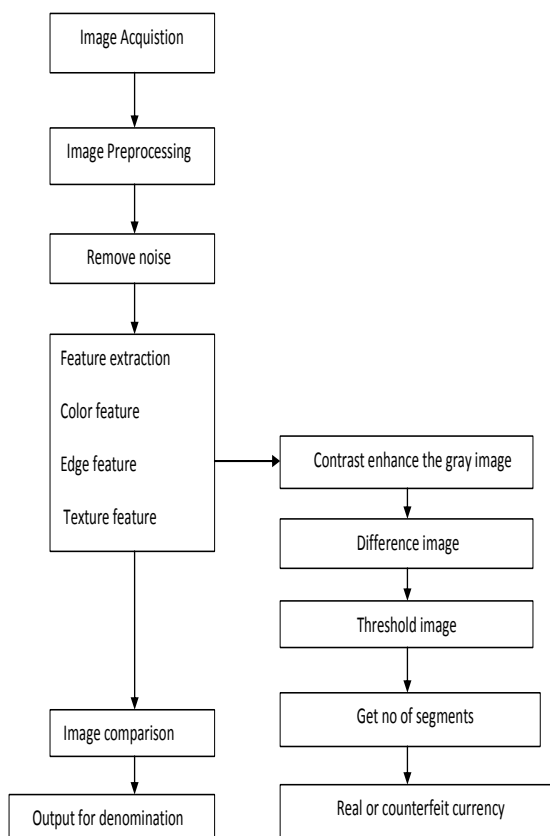 Image Acquistion
Image Preprocessing
Remove noise
Feature extraction
Color feature
Edge feature
Texture feature
Contrast enhance the gray image
Difference image
Threshold image
Get no of segments
Real or counterfeit currency
Image comparison
Output for denomination